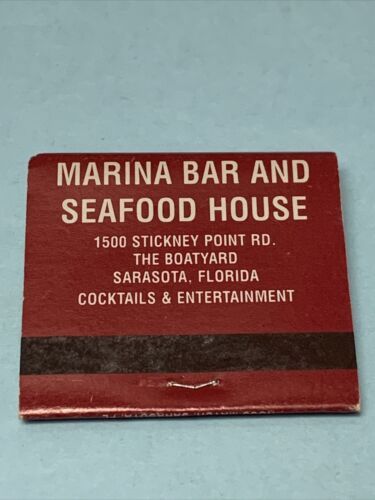 MARINA BAR AND
SEAFOOD HOUSE
1500 STICKNEY POINT RD.
THE BOATYARD
SARASOTA, FLORIDA
COCKTAILS & ENTERTAINMENT